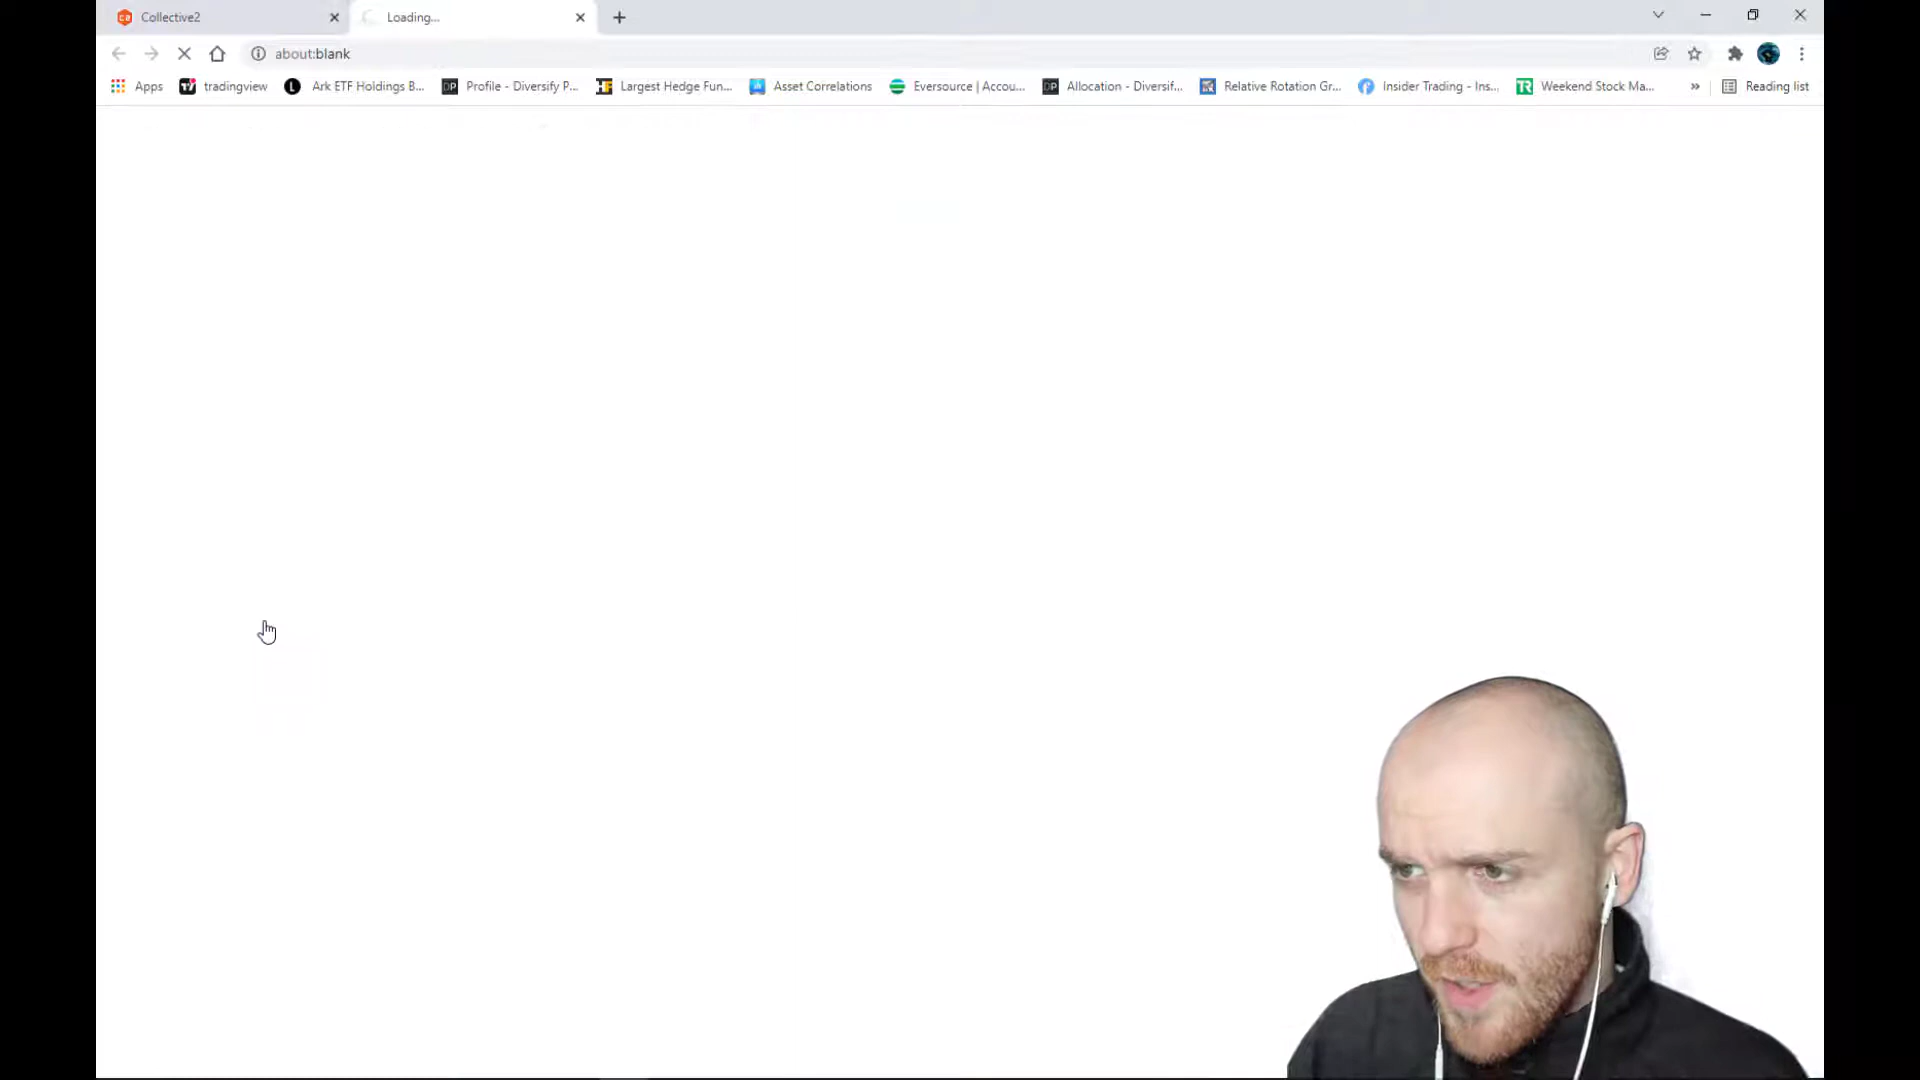 Collective2
Loading...
about:blank
Apps
tradingview
Ark ETF Holdings B...
Profile - Diversify P...
Largest Hedge Fun...
Asset Correlations
Eversource | Accou...
Allocation - Diversif...
Relative Rotation Gr...
Insider Trading - Ins...
Weekend Stock Ma...
»
Reading list